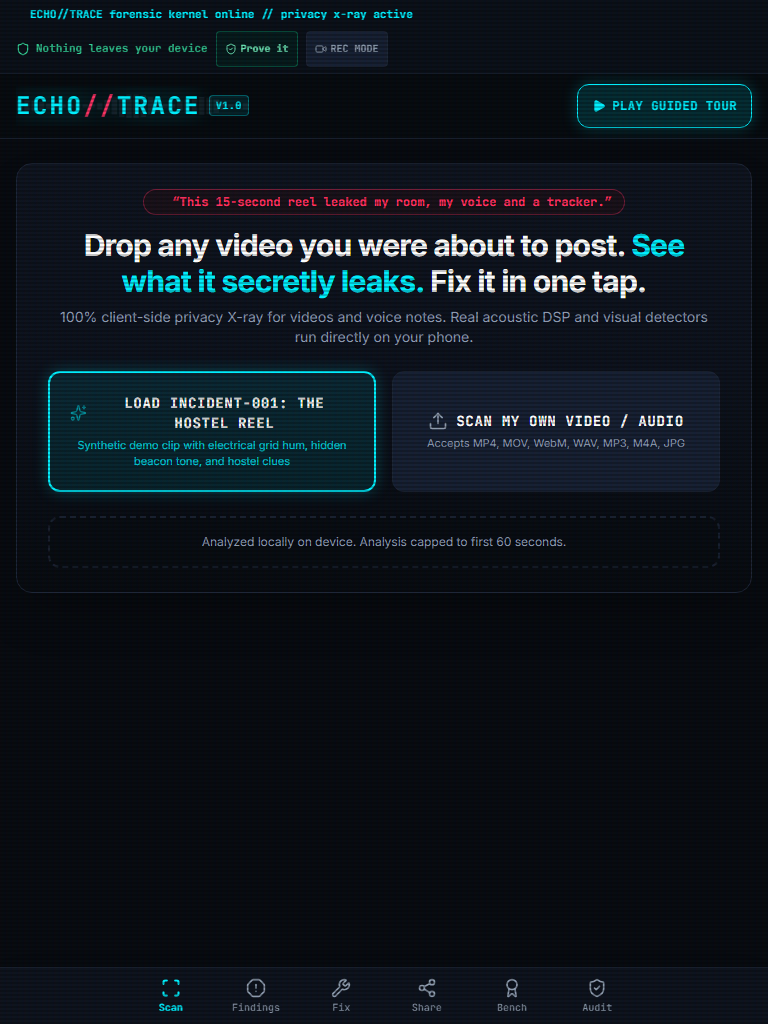 ECHO//TRACE forensic kernel online // privacy x-ray active
Nothing leaves your device
Prove it
REC MODE
ECHO//TRACE
V1.0
PLAY GUIDED TOUR
"This 15-second reel leaked my room, my voice and a tracker."
Drop any video you were about to post. See
what it secretly leaks. Fix it in one tap.
100% client-side privacy X-ray for videos and voice notes. Real acoustic DSP and visual detectors
run directly on your phone.
LOAD INCIDENT-001: THE
HOSTEL REEL
Synthetic demo clip with electrical grid hum, hidden
beacon tone, and hostel clues
SCAN MY OWN VIDEO / AUDIO
Accepts MP4, MOV, WebM, WAV, MP3, M4A, JPG
Analyzed locally on device. Analysis capped to first 60 seconds.
Scan
Findings
Fix
Share
Bench
Audit